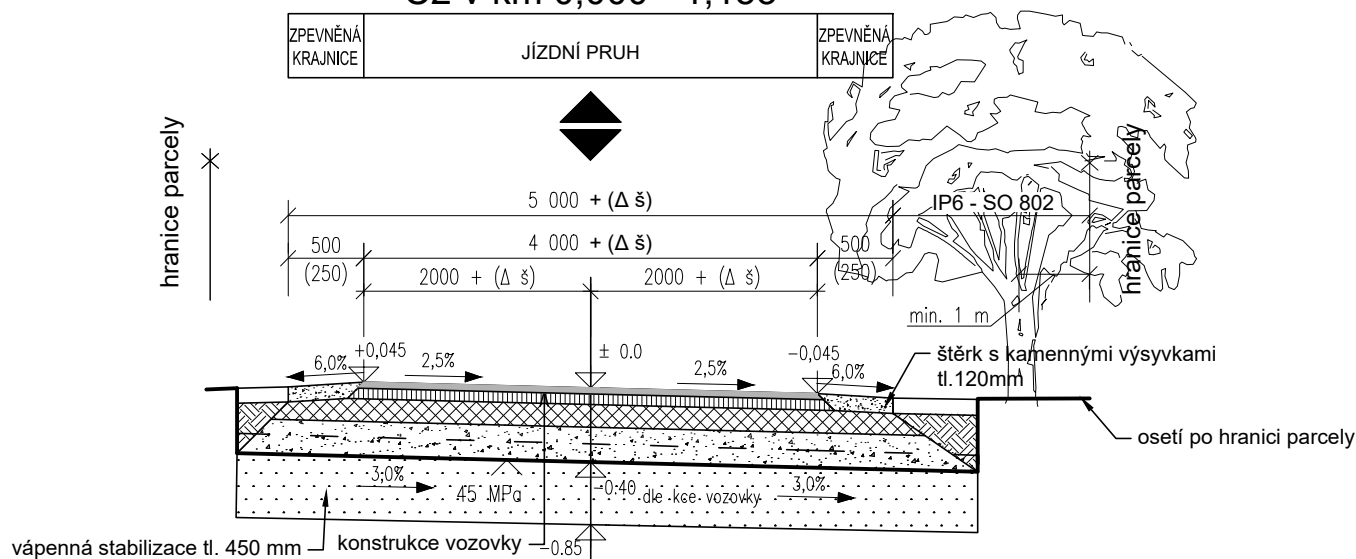 ZPEVNĚNÁ
KRAJNICE
JÍZDNÍ PRUH
ZPEVNĚNÁ
KRAJNICE
hranice parcely
hranice parcely
5 000 + (Δ š)
IP6 - SO 802
500
(250)
4 000 + (Δ š)
500
(250)
2000 + (Δ š)
2000 + (Δ š)
min. 1 m
6,0%
+0,045
2,5%
± 0.0
2,5%
-0,045
6,0%
štěrk s kamennými výsyvkami
tl.120mm
osetí po hranici parcely
3,0%
45 MPa
-0.40
dle kce vozovky
3,0%
vápenná stabilizace tl. 450 mm
konstrukce vozovky
-0.85